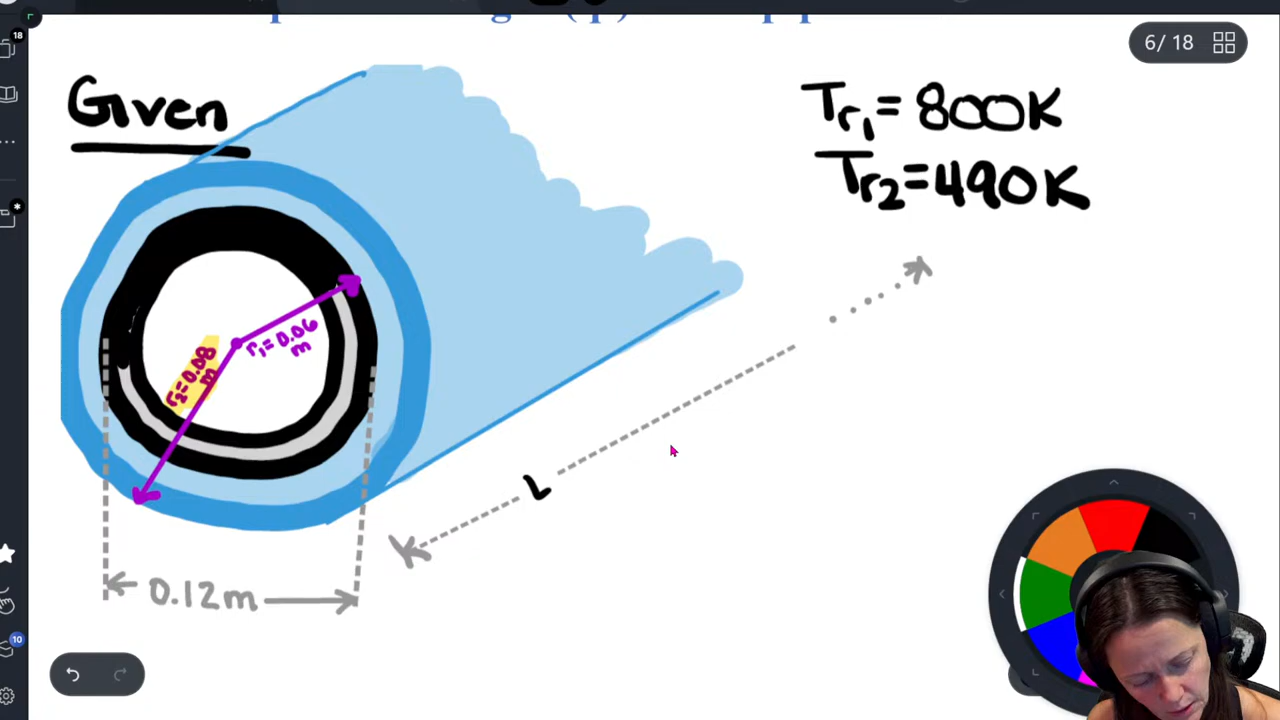 18
6/18
Given
Tr₁=800K
Tr₂=490K
r₁=0.06
m
r₂=0.08
m
L
0.12m
10